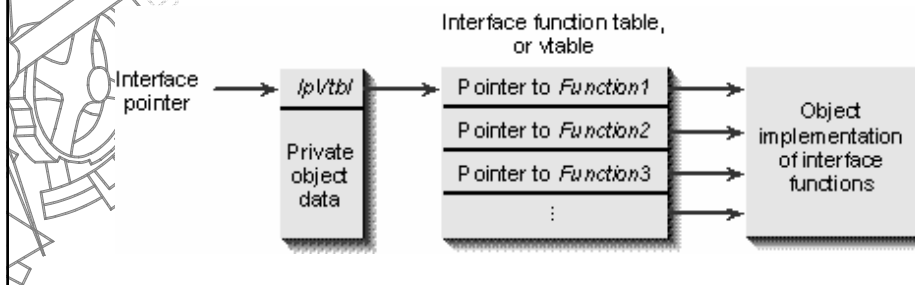 Interface function table,
or vtable
Interface
pointer
lpVtbl
Private
object
data
Pointer to Function1
Pointer to Function2
Pointer to Function3
⋮
Object
implementation
of interface
functions